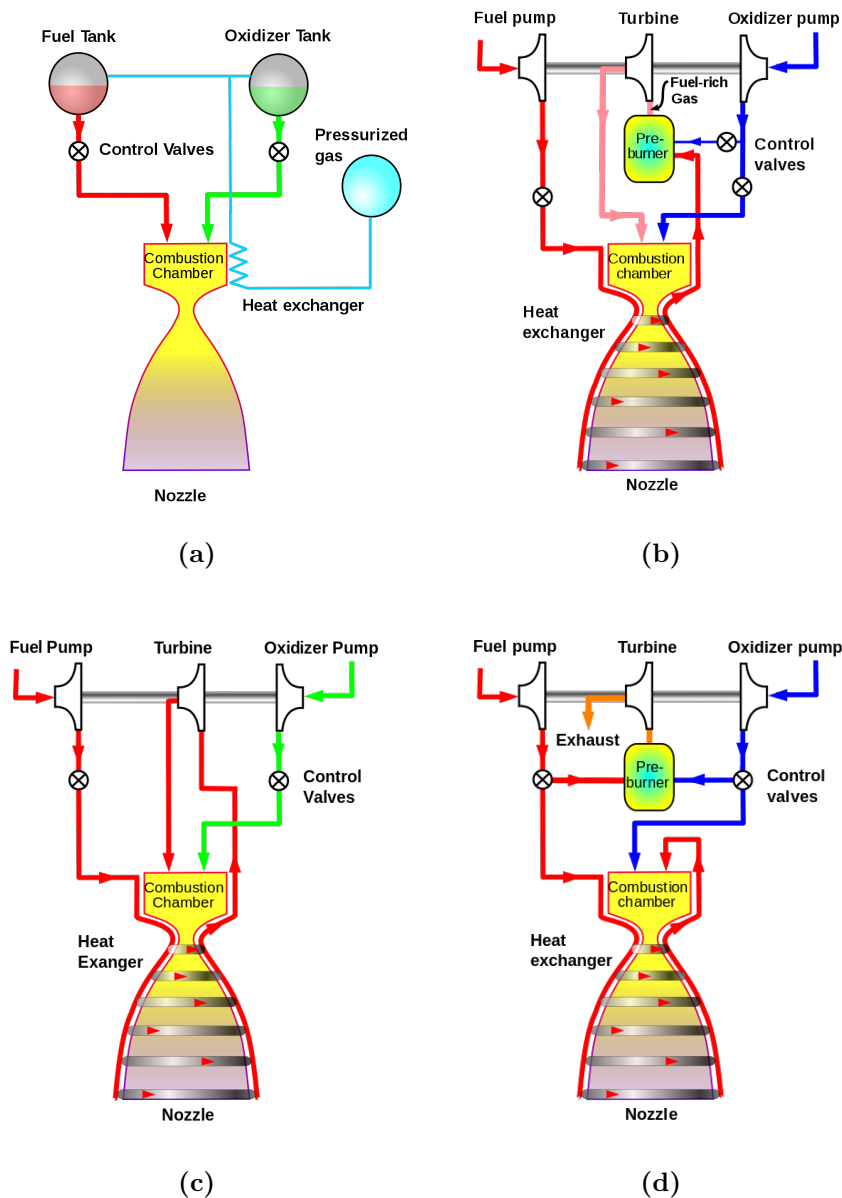 Fuel Tank
Oxidizer Tank
Control Valves
Pressurized
gas
Combustion
Chamber
Heat exchanger
Nozzle
(a)
Fuel pump
Turbine
Oxidizer pump
Fuel-rich
Gas
Pre-
burner
Control
valves
Combustion
chamber
Heat
exchanger
Nozzle
(b)
Fuel Pump
Turbine
Oxidizer Pump
Control
Valves
Combustion
Chamber
Heat
Exanger
Nozzle
(c)
Fuel pump
Turbine
Oxidizer pump
Exhaust
Pre-
burner
Control
valves
Combustion
chamber
Heat
exchanger
Nozzle
(d)